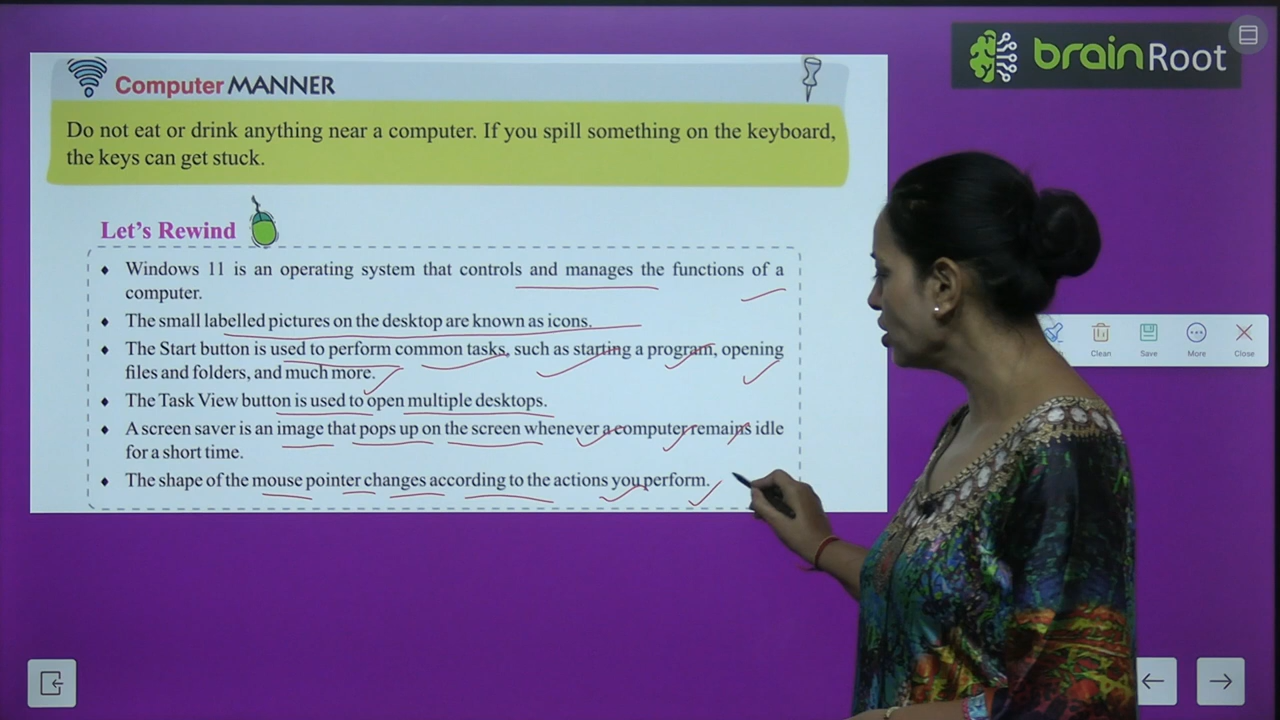 brainRoot
Computer MANNER
Do not eat or drink anything near a computer. If you spill something on the keyboard,
the keys can get stuck.
Let's Rewind
♦ Windows 11 is an operating system that controls and manages the functions of a
computer.
♦ The small labelled pictures on the desktop are known as icons.
♦ The Start button is used to perform common tasks, such as starting a program, opening
files and folders, and much more.
♦ The Task View button is used to open multiple desktops.
♦ A screen saver is an image that pops up on the screen whenever a computer remains idle
for a short time.
♦ The shape of the mouse pointer changes according to the actions you perform.
Clean Save More Close